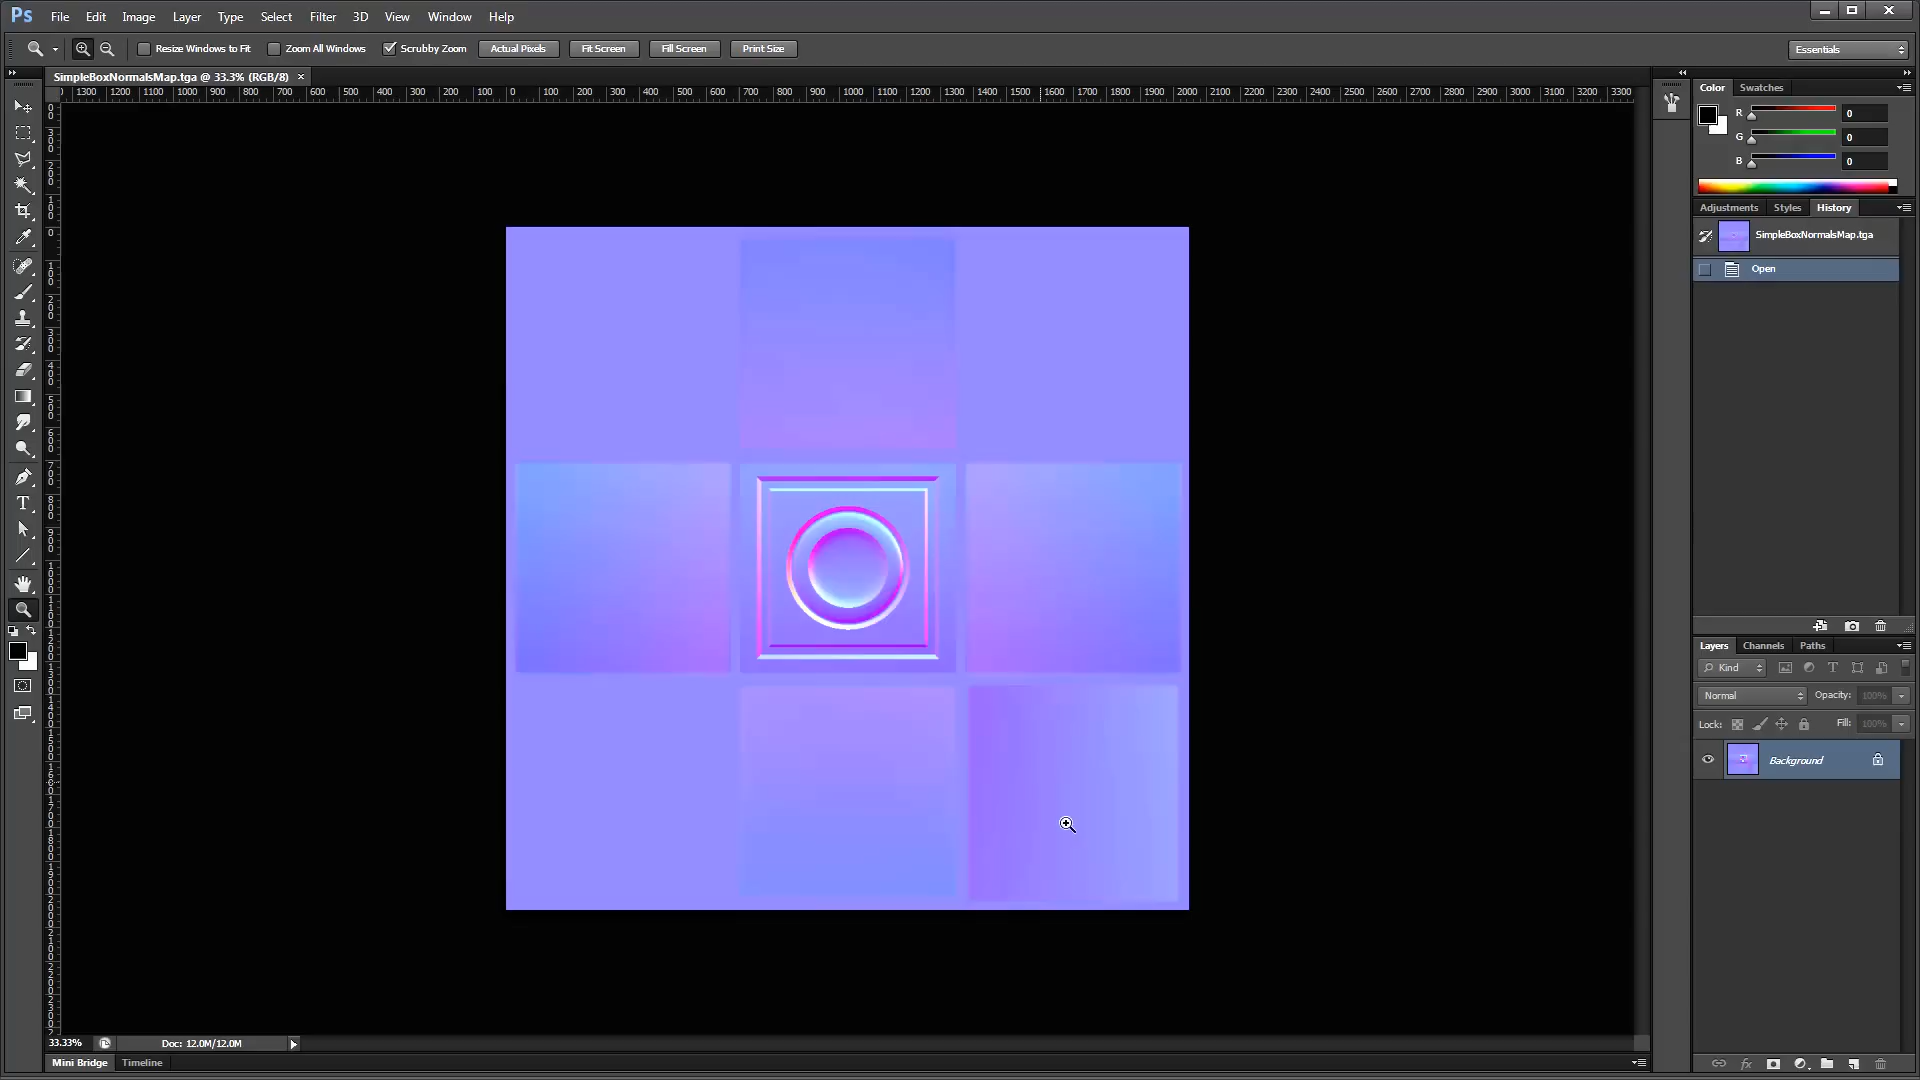 Ps File Edit Image Layer Type Select Filter 3D View Window Help
Resize Windows to Fit Zoom All Windows Scrubby Zoom Actual Pixels Fit Screen Fill Screen Print Size Essentials
SimpleBoxNormalsMap.tga @ 33.3% (RGB/8) ×
1300 1200 1100 1000 900 800 700 600 500 400 300 200 100 0 100 200 300 400 500 600 700 800 900 1000 1100 1200 1300 1400 1500 1600 1700 1800 1900 2000 2100 2200 2300 2400 2500 2600 2700 2800 2900 3000 3100 3200 3300
Color Swatches
R 0
G 0
B 0
Adjustments Styles History
SimpleBoxNormalsMap.tga
Open
Layers Channels Paths
Kind
Normal Opacity: 100%
Lock: Fill: 100%
Background
fx
33.33% Doc: 12.0M/12.0M
Mini Bridge Timeline